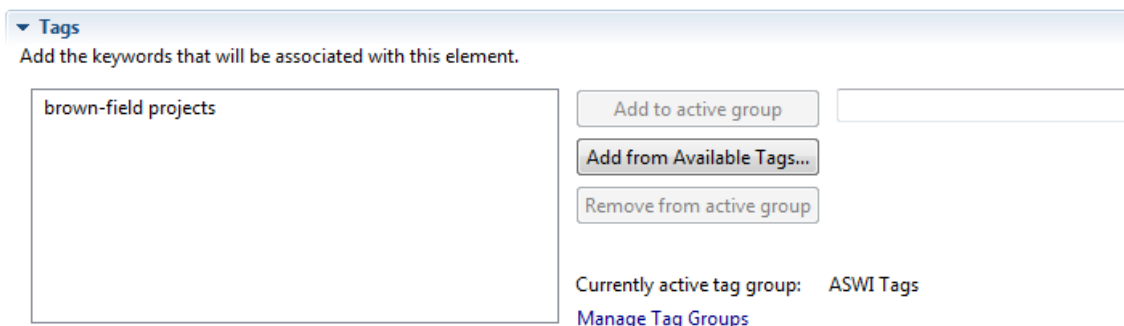 Tags
Add the keywords that will be associated with this element.
brown-field projects
Add to active group
Add from Available Tags...
Remove from active group
Currently active tag group: ASWI Tags
Manage Tag Groups